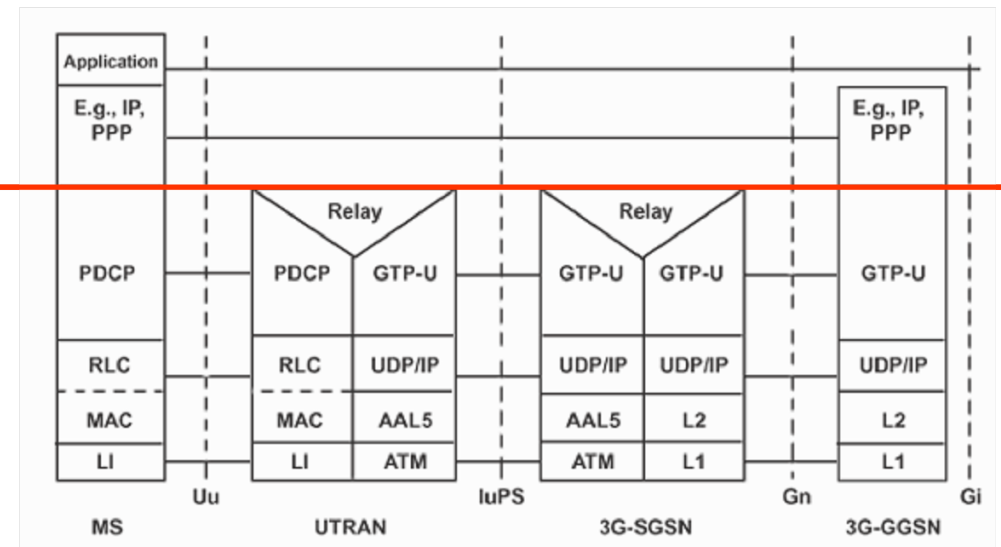 Application
E.g., IP,
PPP
E.g., IP,
PPP
Relay
Relay
PDCP
PDCP
GTP-U
GTP-U
GTP-U
GTP-U
RLC
RLC
UDP/IP
UDP/IP
UDP/IP
UDP/IP
MAC
MAC
AAL5
AAL5
L2
L2
LI
LI
ATM
ATM
L1
L1
Uu
IuPS
Gn
Gi
MS
UTRAN
3G-SGSN
3G-GGSN